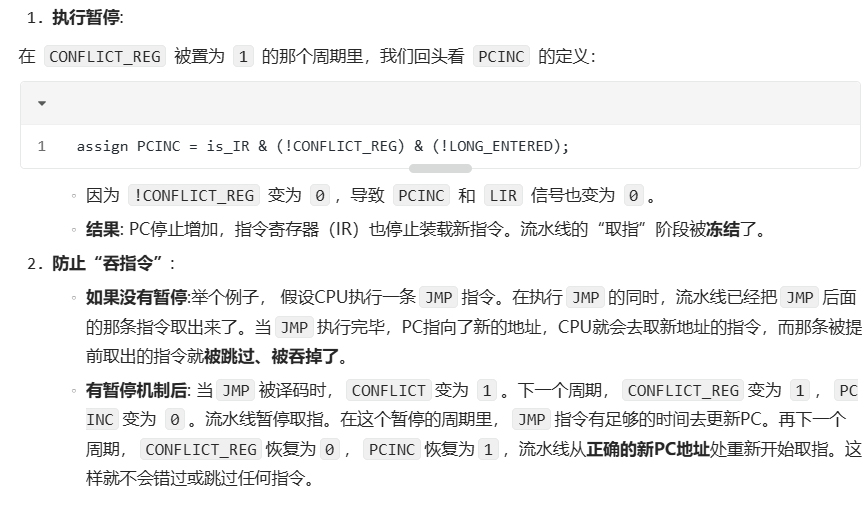 1. 执行暂停:
在 CONFLICT_REG 被置为 1 的那个周期里，我们回头看 PCINC 的定义：
1 assign PCINC = is_IR & (!CONFLICT_REG) & (!LONG_ENTERED);
◦ 因为 !CONFLICT_REG 变为 0，导致 PCINC 和 LIR 信号也变为 0。
◦ 结果: PC停止增加，指令寄存器（IR）也停止装载新指令。流水线的“取指”阶段被冻结了。
2. 防止“吞指令”:
◦ 如果没有暂停:举个例子， 假设CPU执行一条 JMP 指令。在执行 JMP 的同时，流水线已经把 JMP 后面
的那条指令取出来了。当 JMP 执行完毕，PC指向了新的地址，CPU就会去取新地址的指令，而那条被提
前取出的指令就被跳过、被吞掉了。
◦ 有暂停机制后: 当 JMP 被译码时， CONFLICT 变为 1。下一个周期， CONFLICT_REG 变为 1， PC
INC 变为 0。流水线暂停取指。在这个暂停的周期里， JMP 指令有足够的时间去更新PC。再下一个
周期， CONFLICT_REG 恢复为 0， PCINC 恢复为 1，流水线从正确的新PC地址处重新开始取指。这
样就不会错过或跳过任何指令。